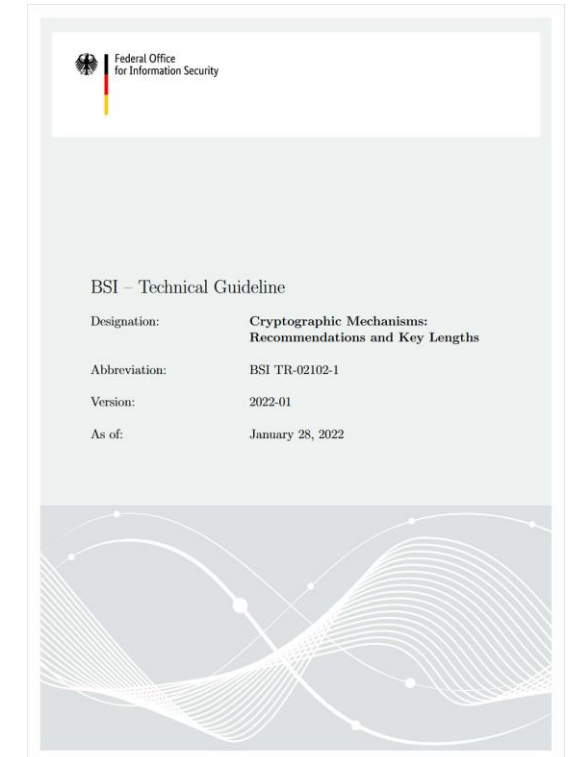 Federal Office
for Information Security
BSI – Technical Guideline
Designation: Cryptographic Mechanisms:
Recommendations and Key Lengths
Abbreviation: BSI TR-02102-1
Version: 2022-01
As of: January 28, 2022